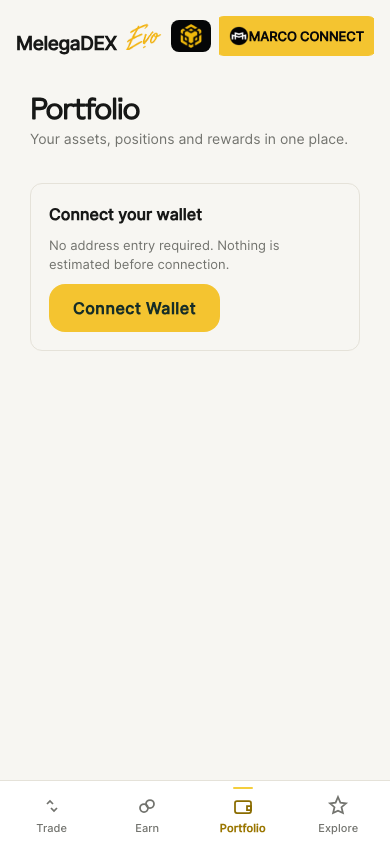 MelegaDEX Evo MARCO CONNECT
Portfolio
Your assets, positions and rewards in one place.
Connect your wallet
No address entry required. Nothing is
estimated before connection.
Connect Wallet
Trade Earn Portfolio Explore